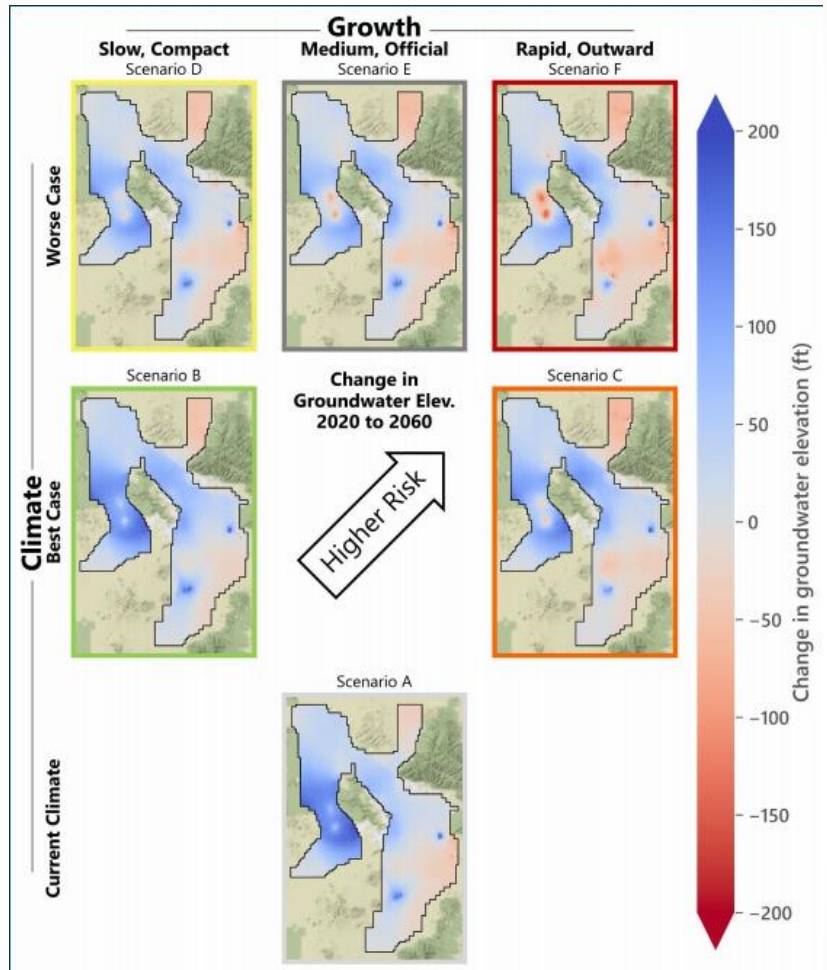 Growth
Slow, Compact
Medium, Official
Rapid, Outward
Scenario D
Scenario E
Scenario F
Climate
Worse Case
Best Case
Current Climate
Scenario B
Change in
Groundwater Elev.
2020 to 2060
Higher Risk
Scenario C
Scenario A
200
150
100
50
0
−50
−100
−150
−200
Change in groundwater elevation (ft)